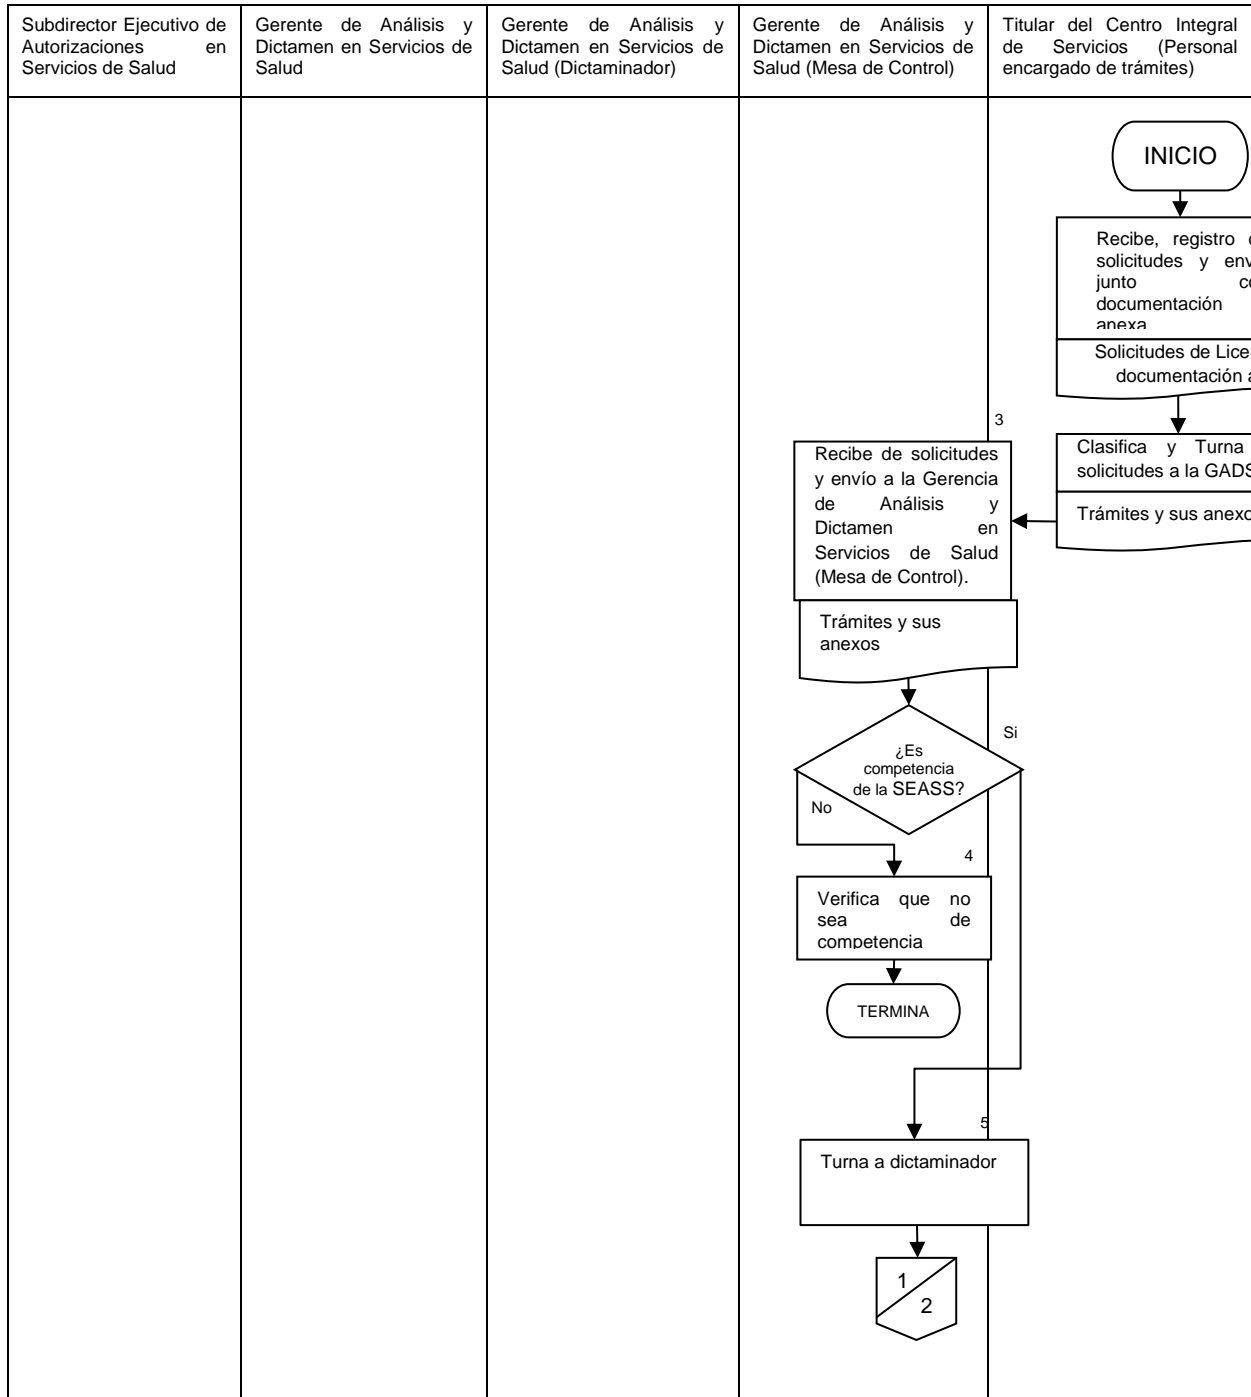 Subdirector Ejecutivo de
Autorizaciones en
Servicios de Salud
Gerente de Análisis y
Dictamen en Servicios de
Salud
Gerente de Análisis y
Dictamen en Servicios de
Salud (Dictaminador)
Gerente de Análisis y
Dictamen en Servicios de
Salud (Mesa de Control)
Titular del Centro Integral
de Servicios (Personal
encargado de trámites)
INICIO
Recibe, registro
solicitudes y
junto
documentación
anexa
Solicitudes de
documentación
3
Clasifica y Turna
solicitudes a la
Trámites y sus
Recibe de solicitudes
y envío a la Gerencia
de Análisis y
Dictamen en
Servicios de Salud
(Mesa de Control).
Trámites y sus
anexos
¿Es
competencia
de la SEASS?
Si
No
4
Verifica que no
sea de
competencia
TERMINA
5
Turna a dictaminador
1
2